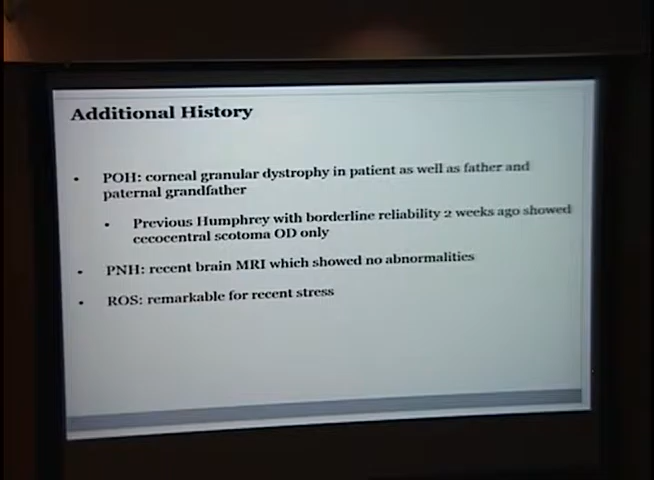 Additional History
• POH: corneal granular dystrophy in patient as well as father and
paternal grandfather
• Previous Humphrey with borderline reliability 2 weeks ago showed
cecocentral scotoma OD only
• PNH: recent brain MRI which showed no abnormalities
• ROS: remarkable for recent stress